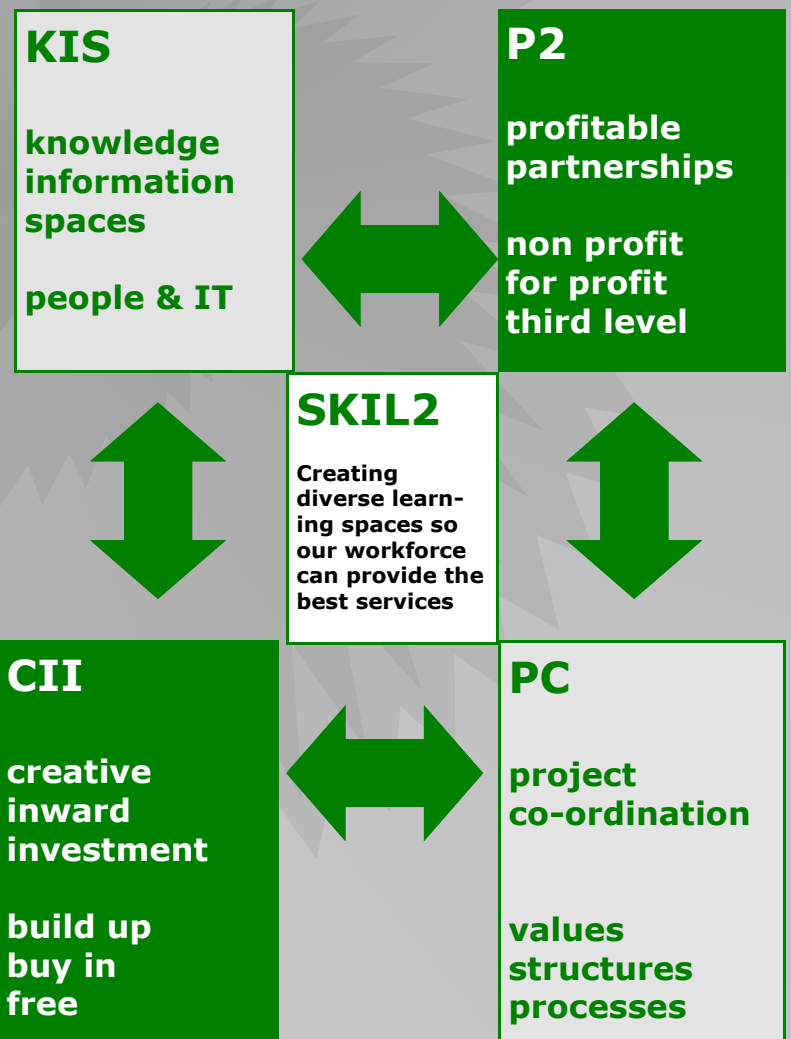 KIS
knowledge
information
spaces
people & IT
P2
profitable
partnerships
non profit
for profit
third level
SKIL2
Creating
diverse learn-
ing spaces so
our workforce
can provide the
best services
CII
creative
inward
investment
build up
buy in
free
PC
project
co-ordination
values
structures
processes